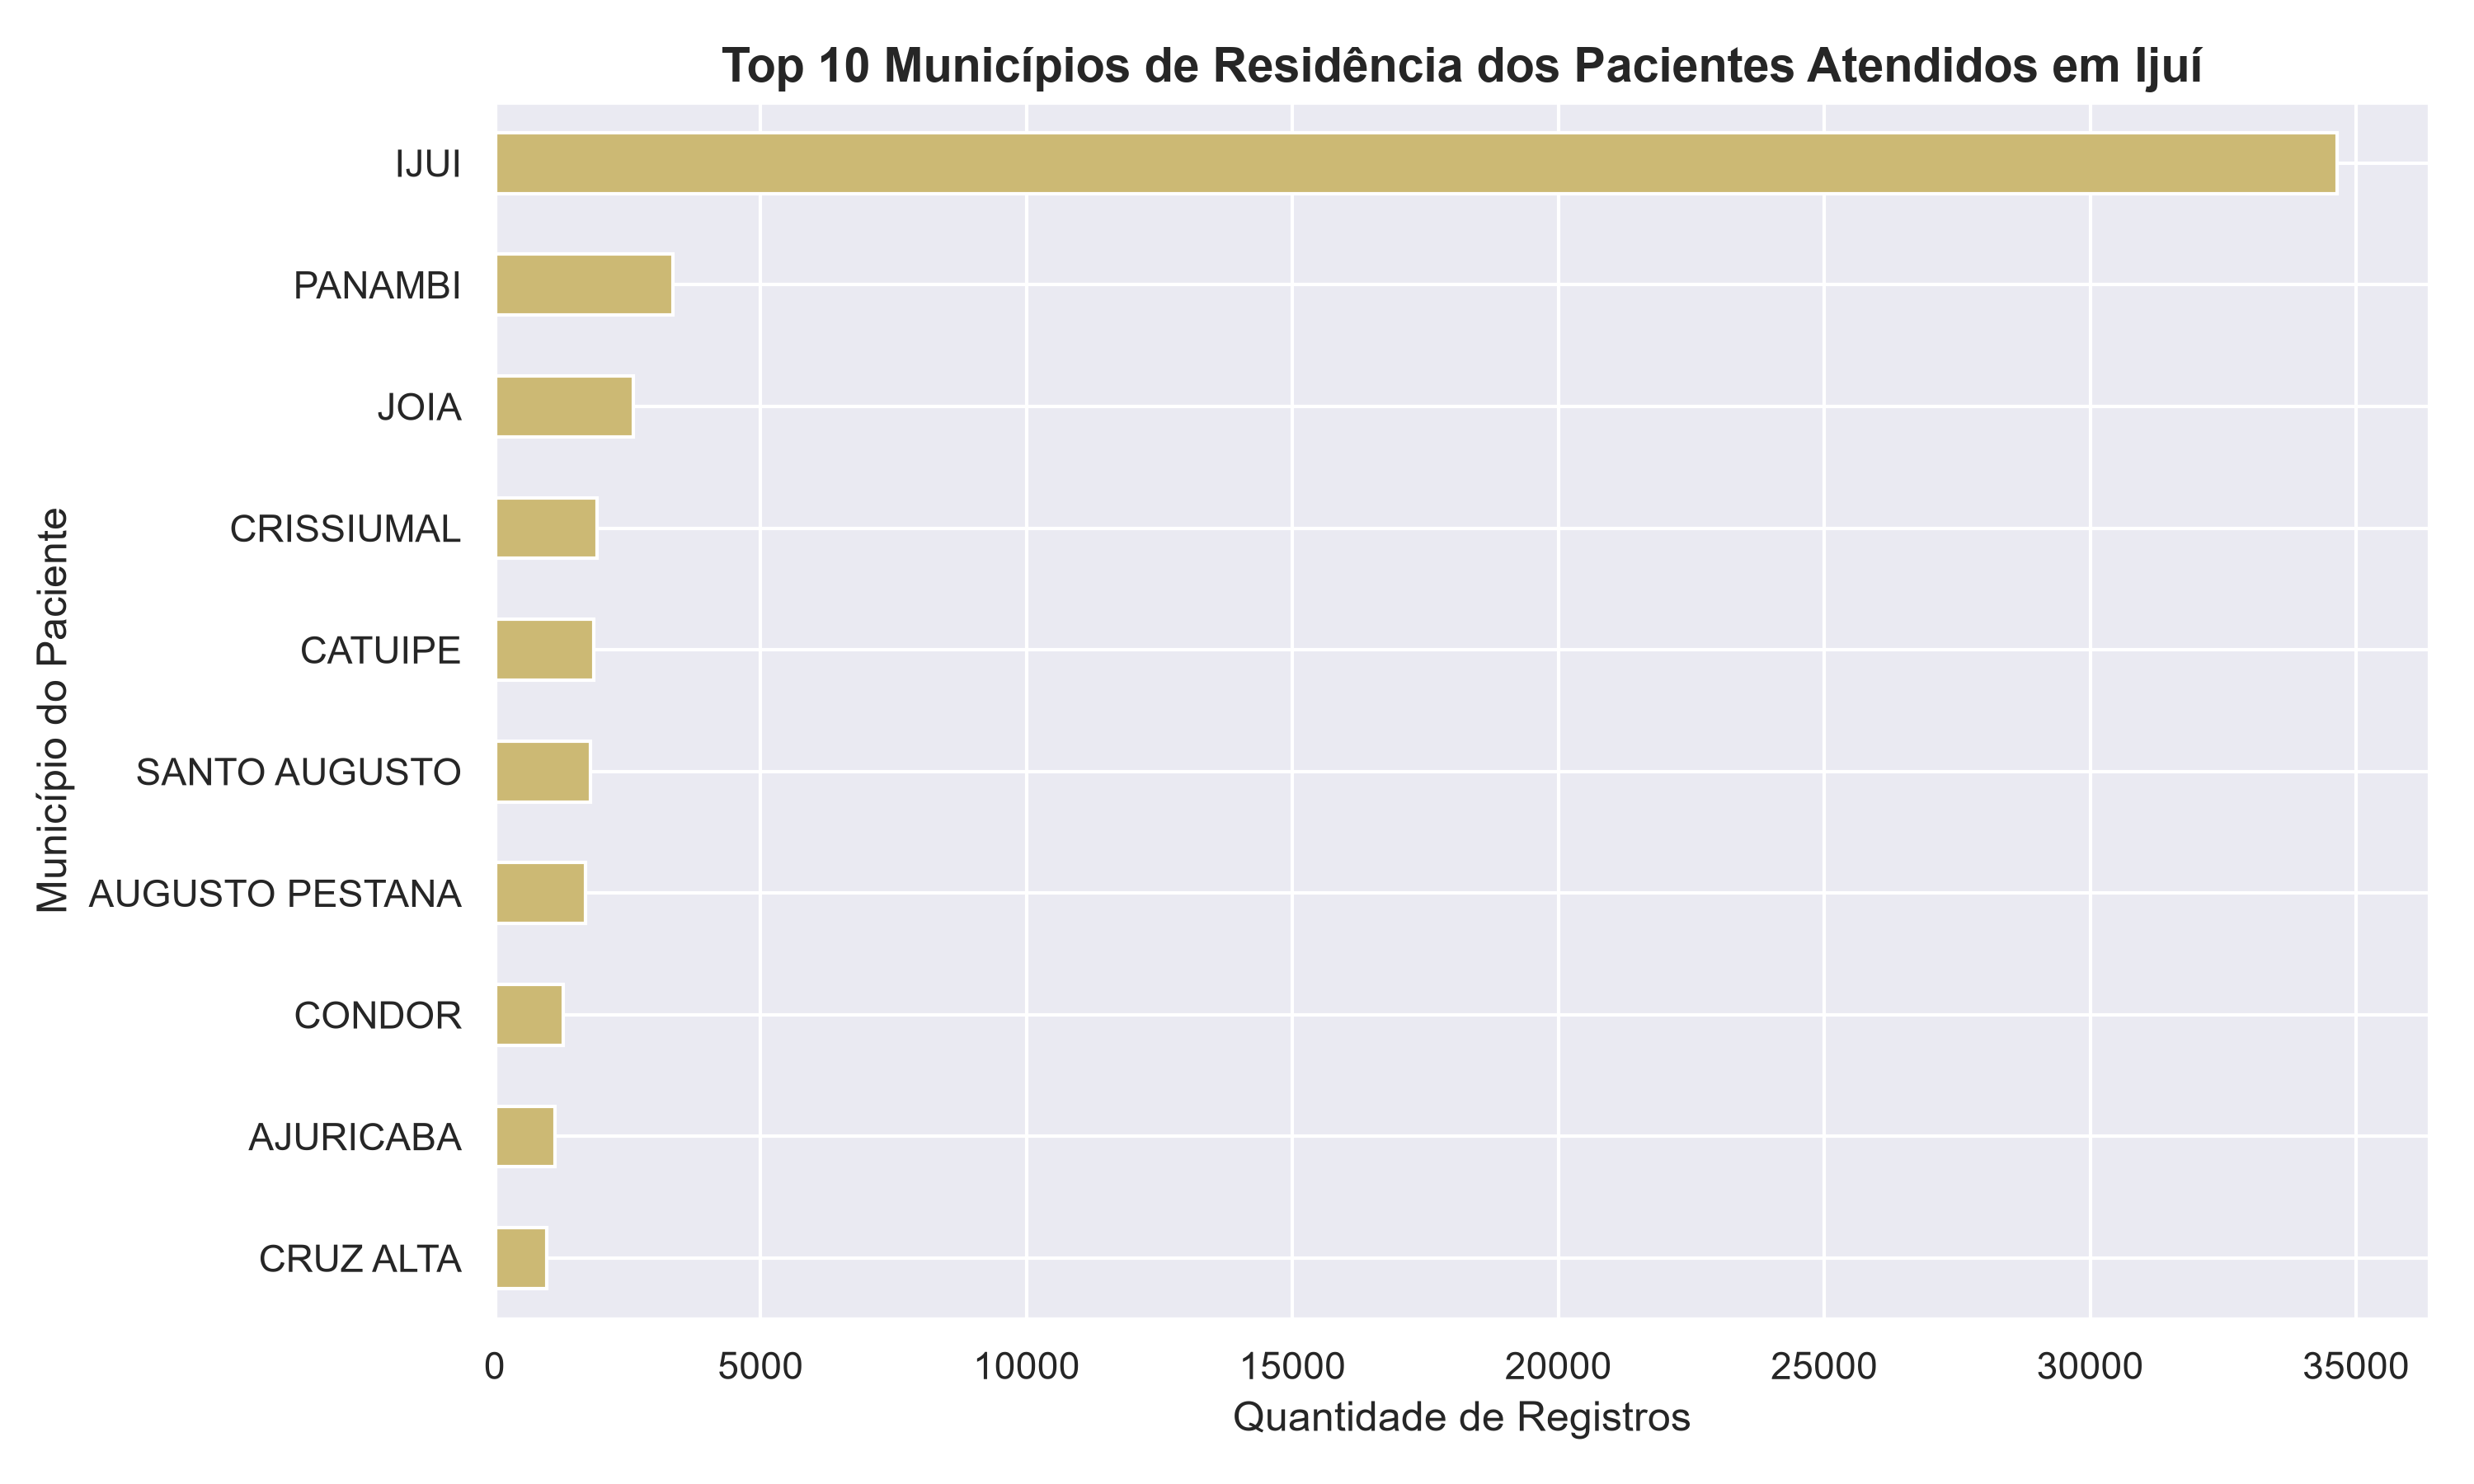 Top 10 Municípios de Residência dos Pacientes Atendidos em Ijuí
Município do Paciente
IJUI
PANAMBI
JOIA
CRISSIUMAL
CATUIPE
SANTO AUGUSTO
AUGUSTO PESTANA
CONDOR
AJURICABA
CRUZ ALTA
0 5000 10000 15000 20000 25000 30000 35000
Quantidade de Registros